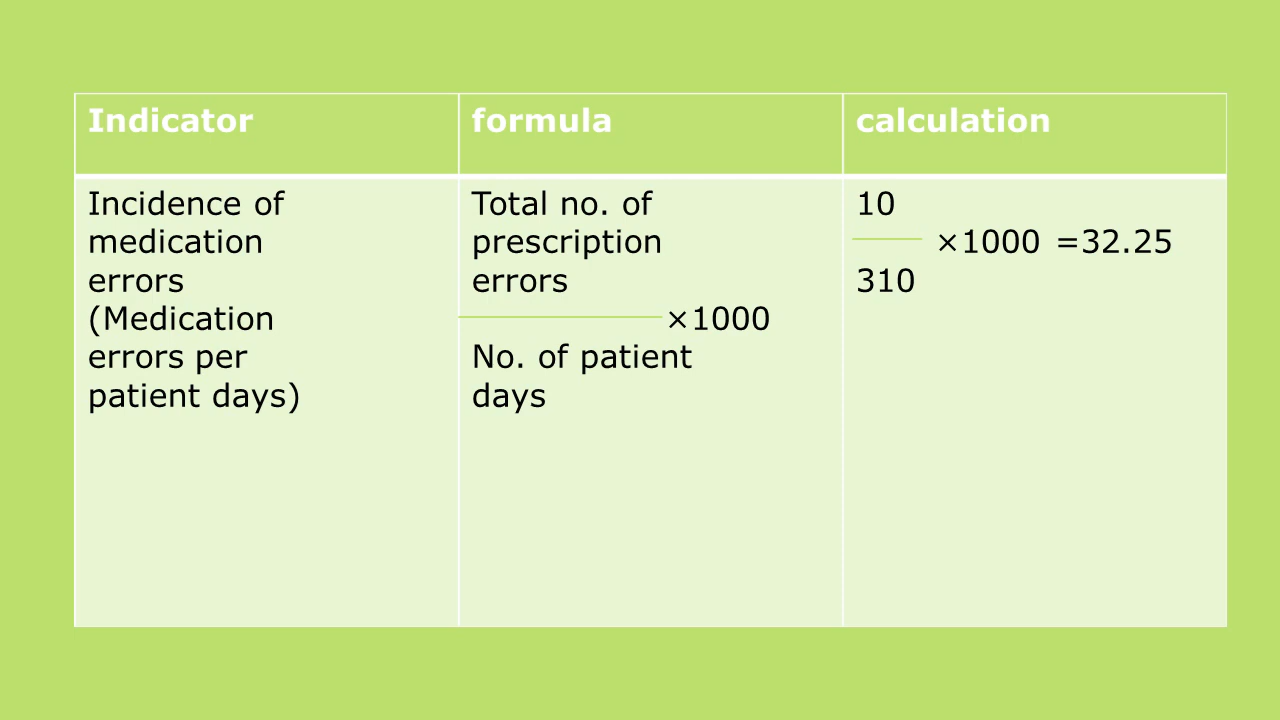 Indicator
formula
calculation
Incidence of
medication
errors
(Medication
errors per
patient days)
Total no. of
prescription
errors
×1000
No. of patient
days
10
×1000 =32.25
310